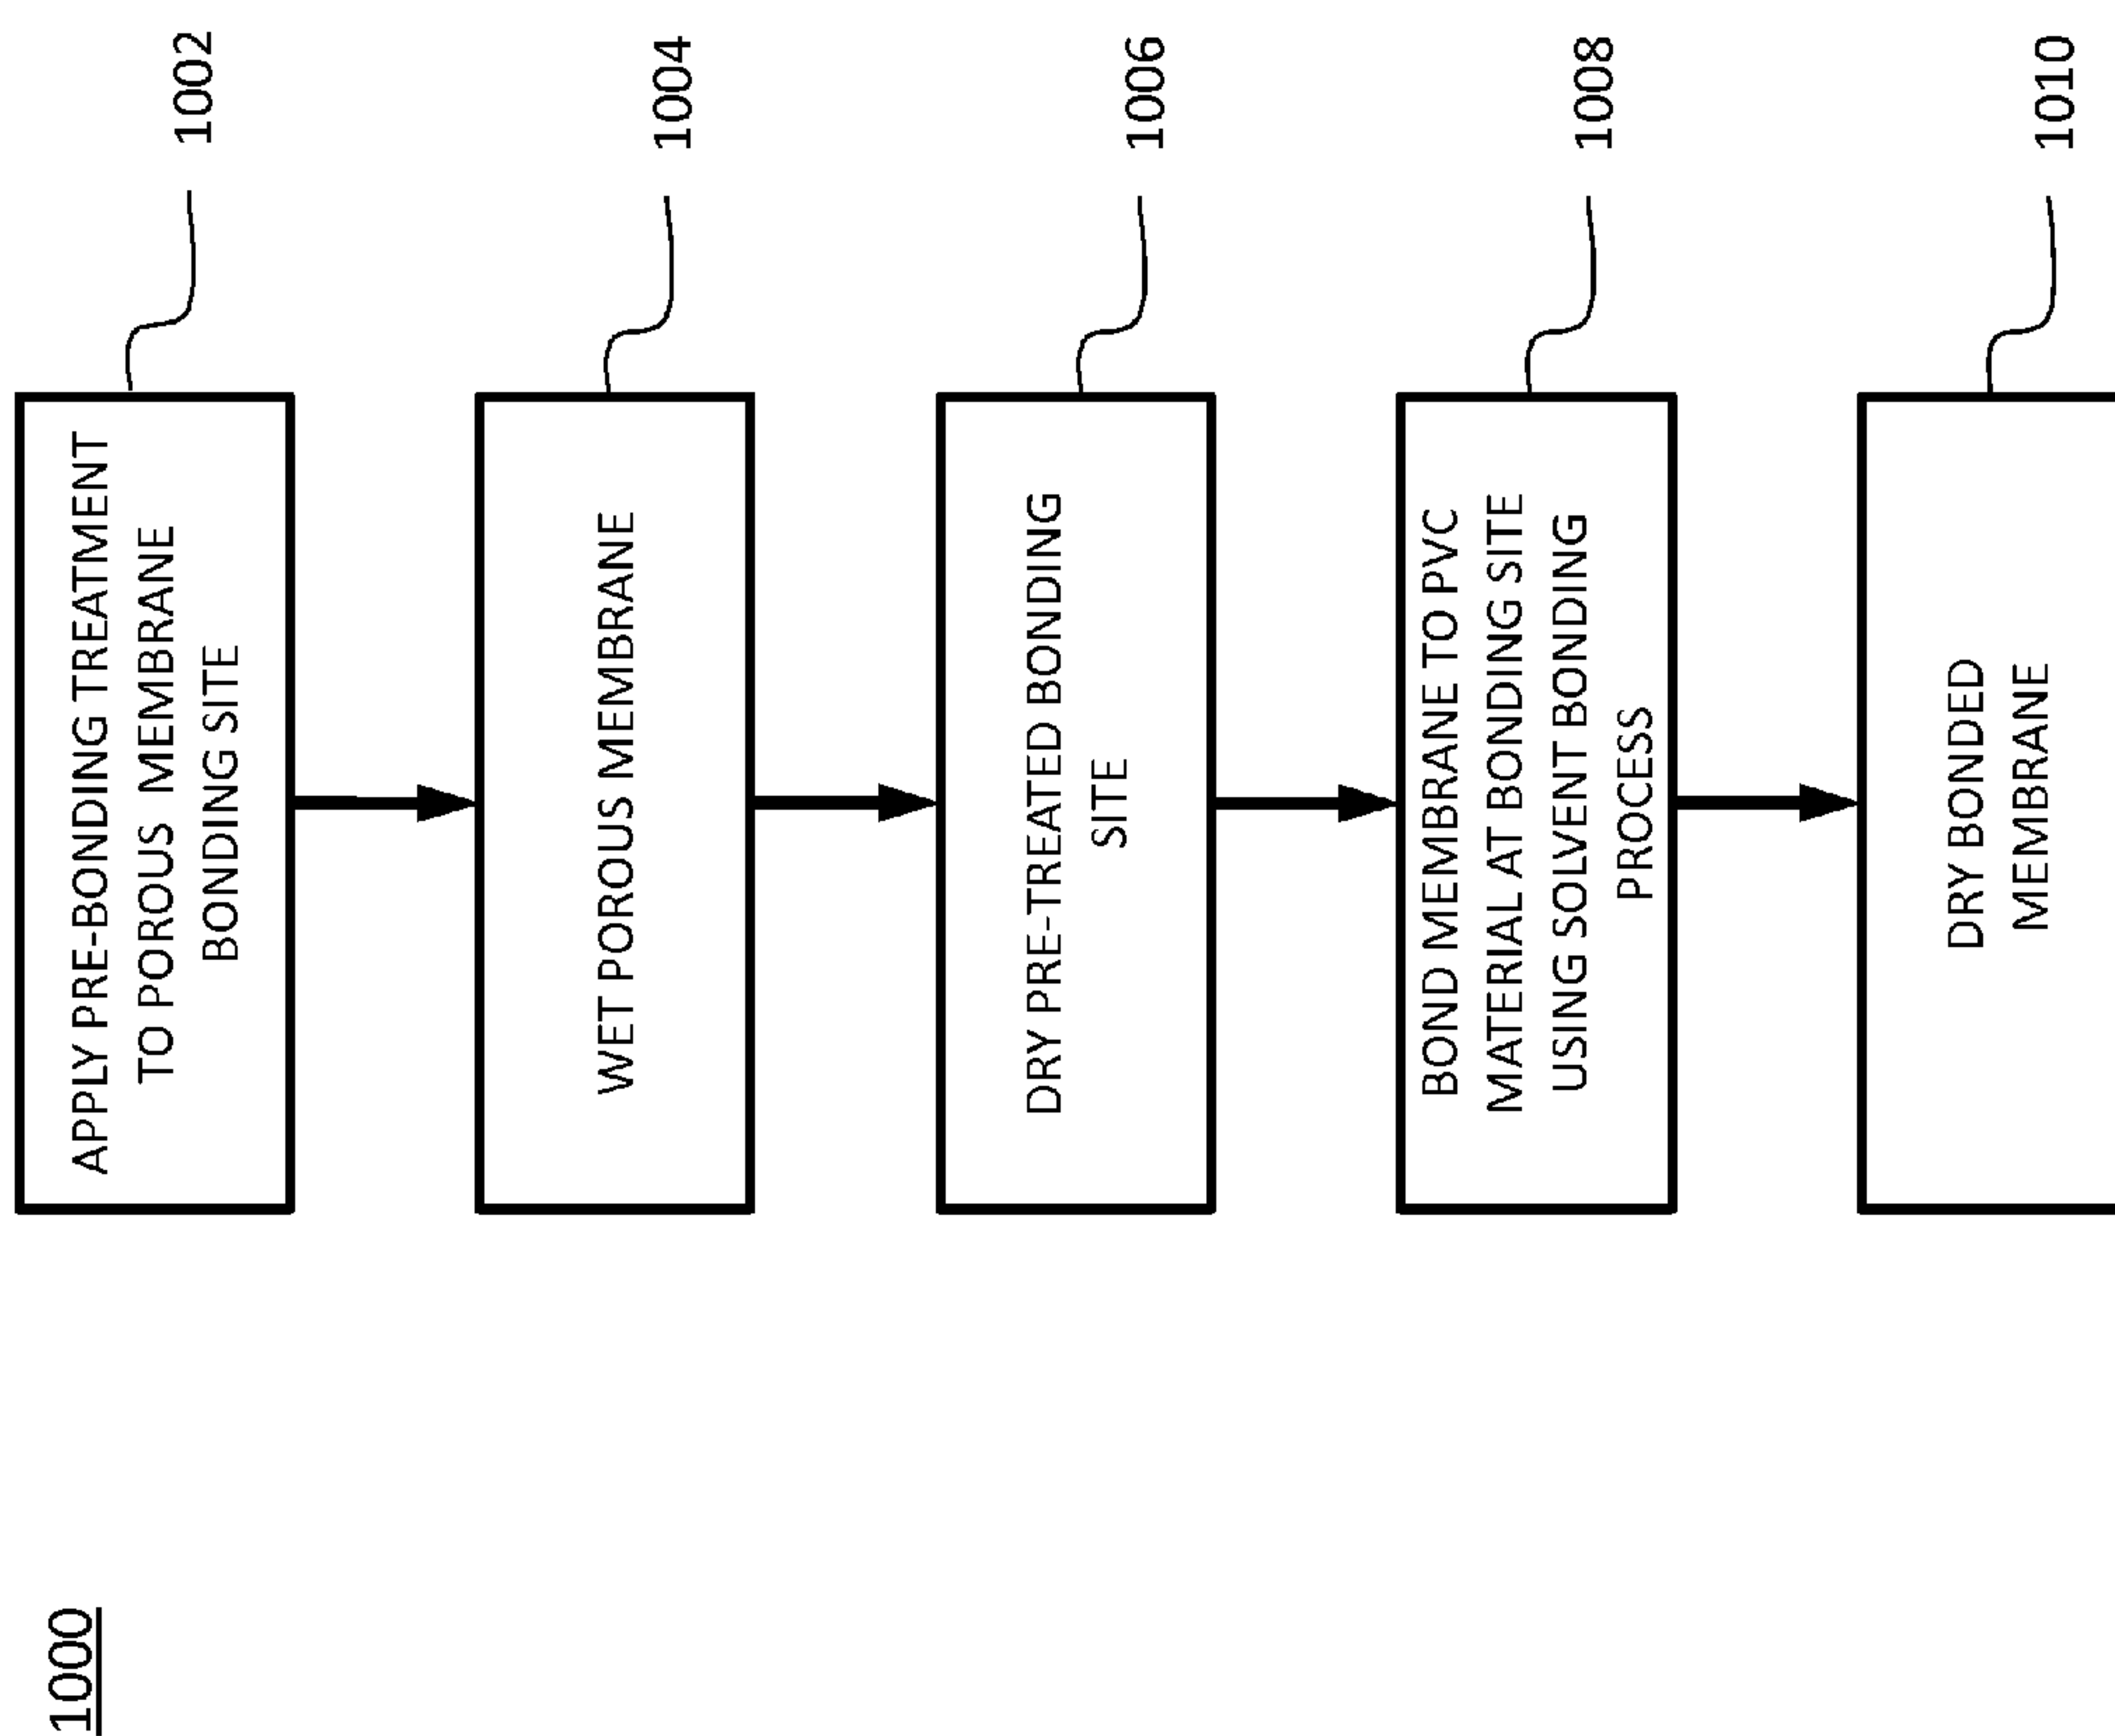 1000
APPLY PRE-BONDING TREATMENT
TO POROUS MEMBRANE
BONDING SITE
1002
WET POROUS MEMBRANE
1004
DRY PRE-TREATED BONDING
SITE
1006
BOND MEMBRANE TO PVC
MATERIAL AT BONDING SITE
USING SOLVENT BONDING
PROCESS
1008
DRY BONDED
MEMBRANE
1010